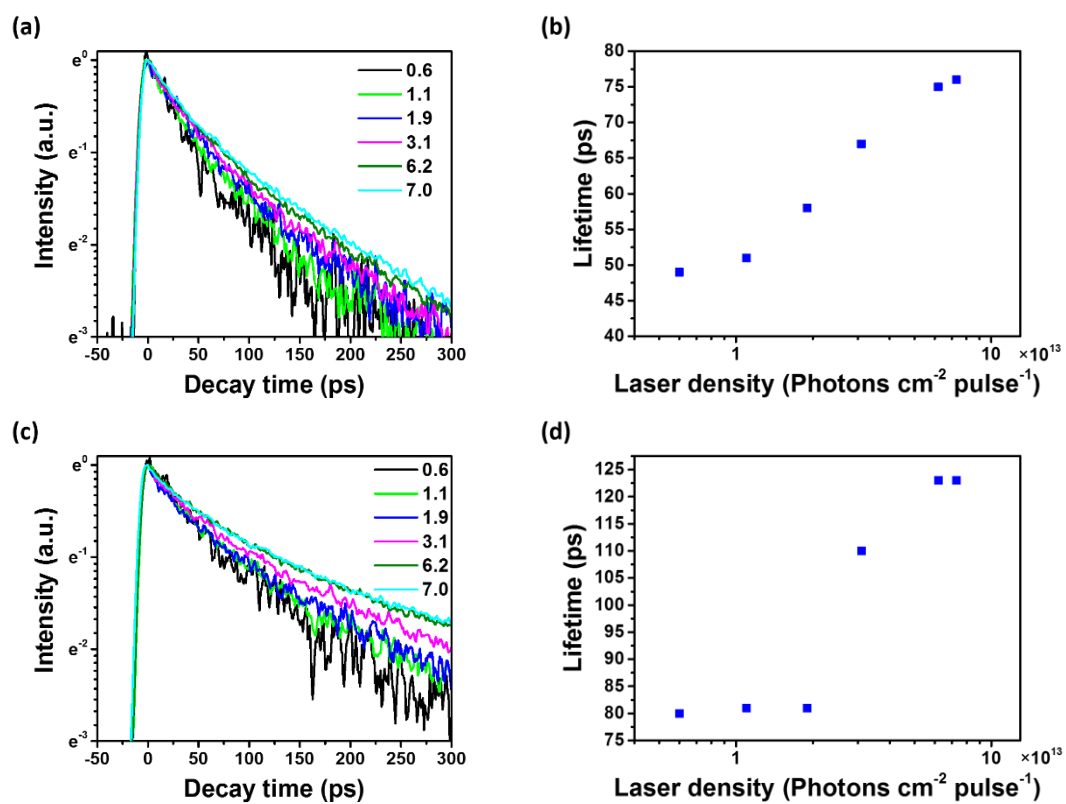 (a)
e⁰
e⁻¹
e⁻²
e⁻³
Intensity (a.u.)
0.6
1.1
1.9
3.1
6.2
7.0
-50 0 50 100 150 200 250 300
Decay time (ps)
(b)
80
75
70
65
60
55
50
45
40
Lifetime (ps)
1 10 ×10¹³
Laser density (Photons cm⁻² pulse⁻¹)
(c)
e⁰
e⁻¹
e⁻²
e⁻³
Intensity (a.u.)
0.6
1.1
1.9
3.1
6.2
7.0
-50 0 50 100 150 200 250 300
Decay time (ps)
(d)
125
120
115
110
105
100
95
90
85
80
75
Lifetime (ps)
1 10 ×10¹³
Laser density (Photons cm⁻² pulse⁻¹)